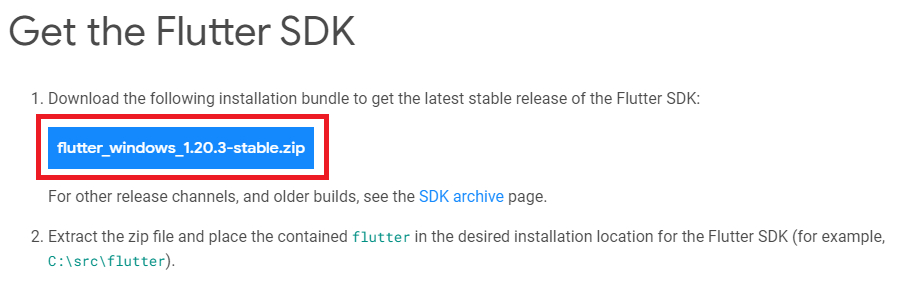 Get the Flutter SDK
1. Download the following installation bundle to get the latest stable release of the Flutter SDK:
flutter_windows_1.20.3-stable.zip
For other release channels, and older builds, see the SDK archive page.
2. Extract the zip file and place the contained flutter in the desired installation location for the Flutter SDK (for example,
C:\src\flutter).